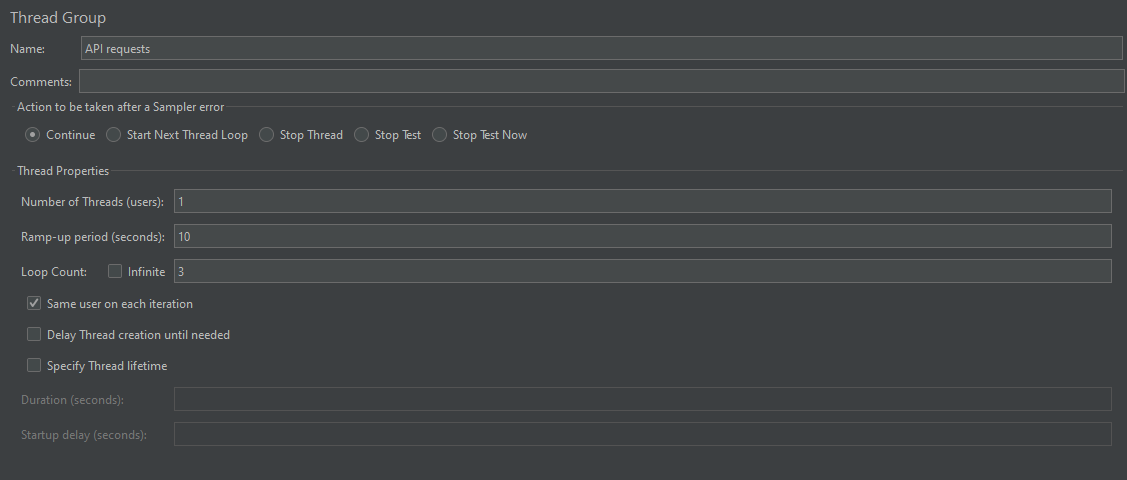 Thread Group
Name: API requests
Comments:
Action to be taken after a Sampler error
Continue Start Next Thread Loop Stop Thread Stop Test Stop Test Now
Thread Properties
Number of Threads (users): 1
Ramp-up period (seconds): 10
Loop Count: Infinite 3
Same user on each iteration
Delay Thread creation until needed
Specify Thread lifetime
Duration (seconds):
Startup delay (seconds):